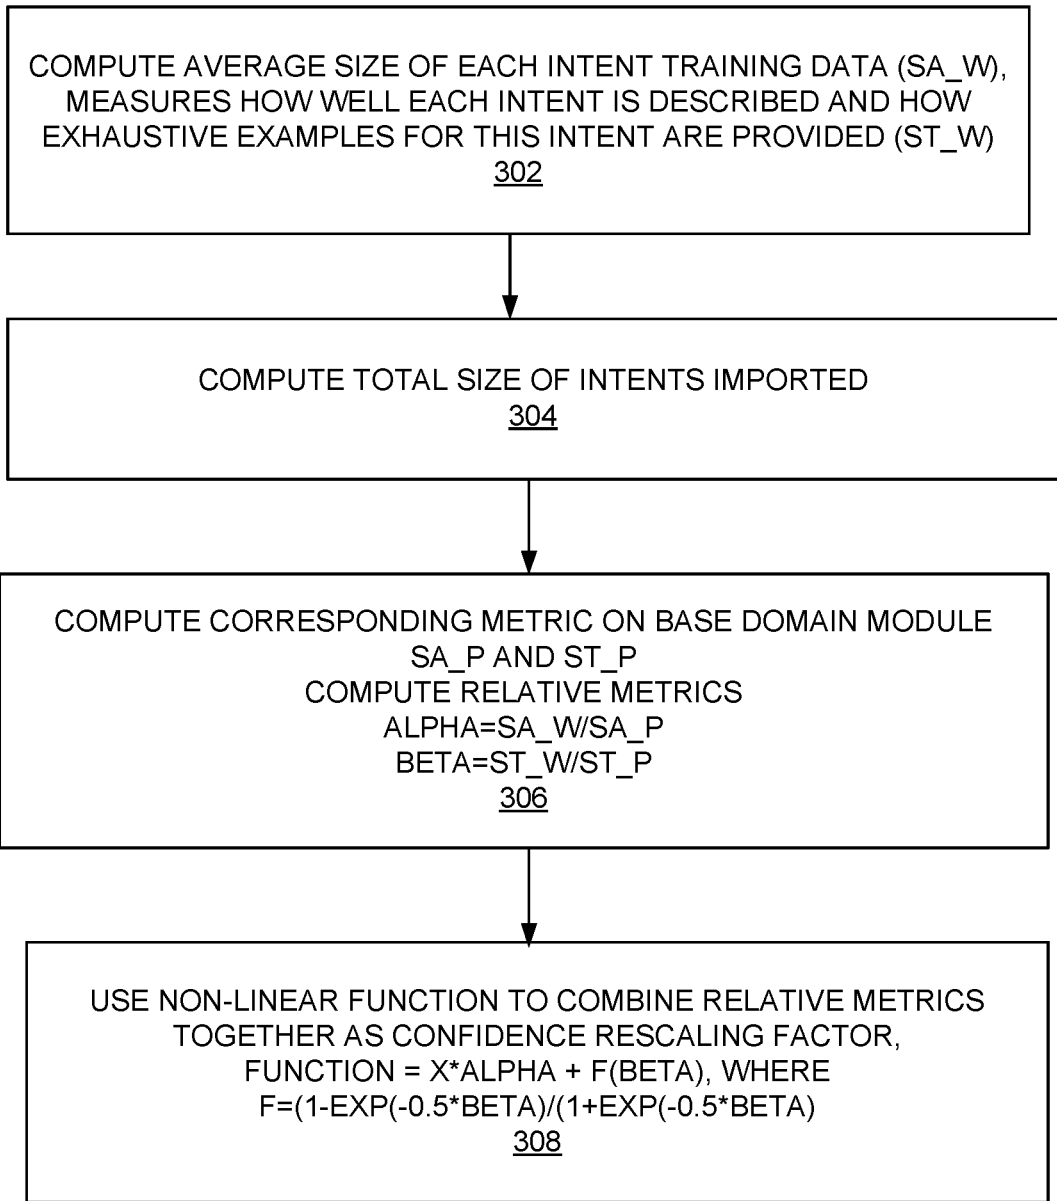 COMPUTE AVERAGE SIZE OF EACH INTENT TRAINING DATA (SA_W),
MEASURES HOW WELL EACH INTENT IS DESCRIBED AND HOW
EXHAUSTIVE EXAMPLES FOR THIS INTENT ARE PROVIDED (ST_W)
302
COMPUTE TOTAL SIZE OF INTENTS IMPORTED
304
COMPUTE CORRESPONDING METRIC ON BASE DOMAIN MODULE
SA_P AND ST_P
COMPUTE RELATIVE METRICS
ALPHA=SA_W/SA_P
BETA=ST_W/ST_P
306
USE NON-LINEAR FUNCTION TO COMBINE RELATIVE METRICS
TOGETHER AS CONFIDENCE RESCALING FACTOR,
FUNCTION = X*ALPHA + F(BETA), WHERE
F=(1-EXP(-0.5*BETA)/(1+EXP(-0.5*BETA)
308